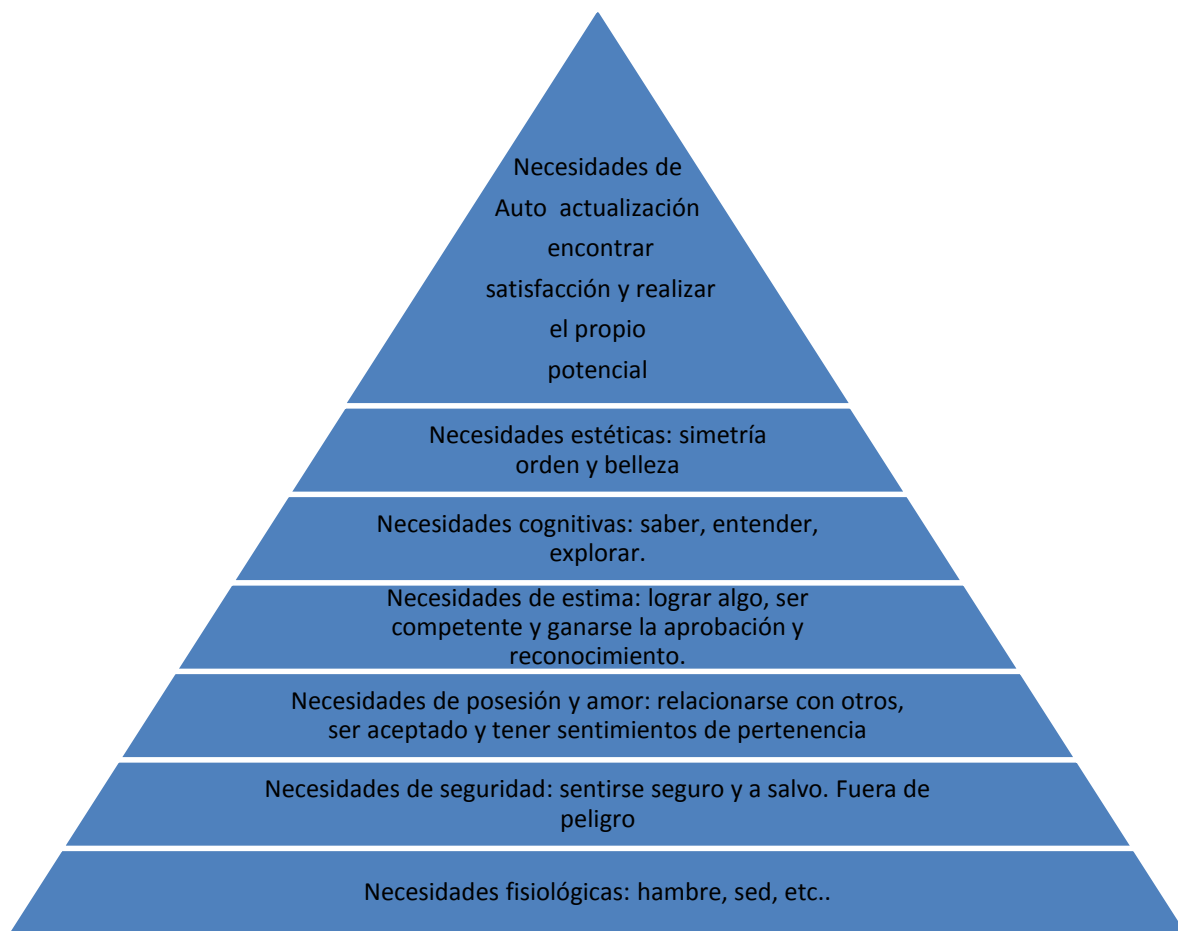 Necesidades de
Auto actualización
encontrar
satisfacción y realizar
el propio
potencial
Necesidades estéticas: simetría
orden y belleza
Necesidades cognitivas: saber, entender,
explorar.
Necesidades de estima: lograr algo, ser
competente y ganarse la aprobación y
reconocimiento.
Necesidades de posesión y amor: relacionarse con otros,
ser aceptado y tener sentimientos de pertenencia
Necesidades de seguridad: sentirse seguro y a salvo. Fuera de
peligro
Necesidades fisiológicas: hambre, sed, etc..